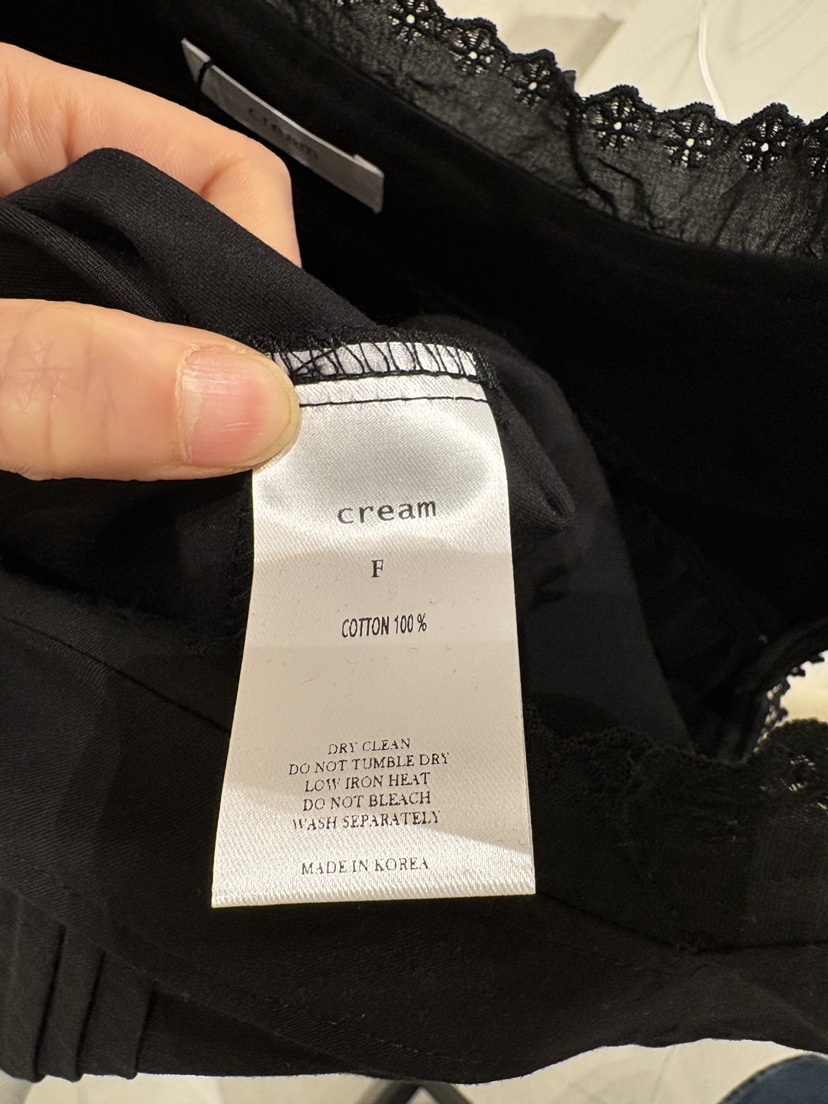 cream
cream
F
COTTON 100 %
DRY CLEAN
DO NOT TUMBLE DRY
LOW IRON HEAT
DO NOT BLEACH
WASH SEPARATELY
MADE IN KOREA